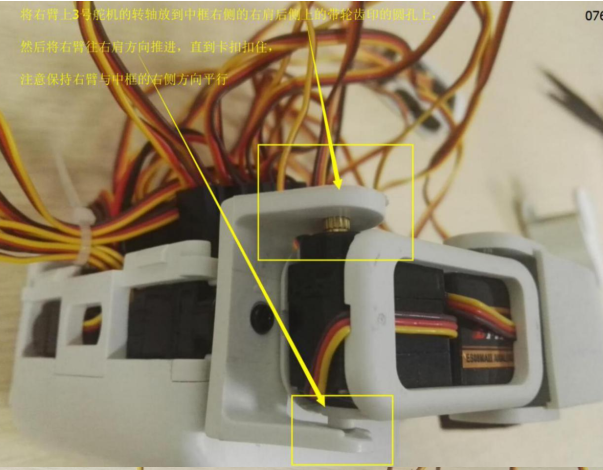 将右臂上3号舵机的转轴放到中框右侧的右肩后侧上的带轮齿印的圆孔上，
然后将右臂往右肩方向推进，直到卡扣扣住，
注意保持右臂与中框的右侧方向平行
076